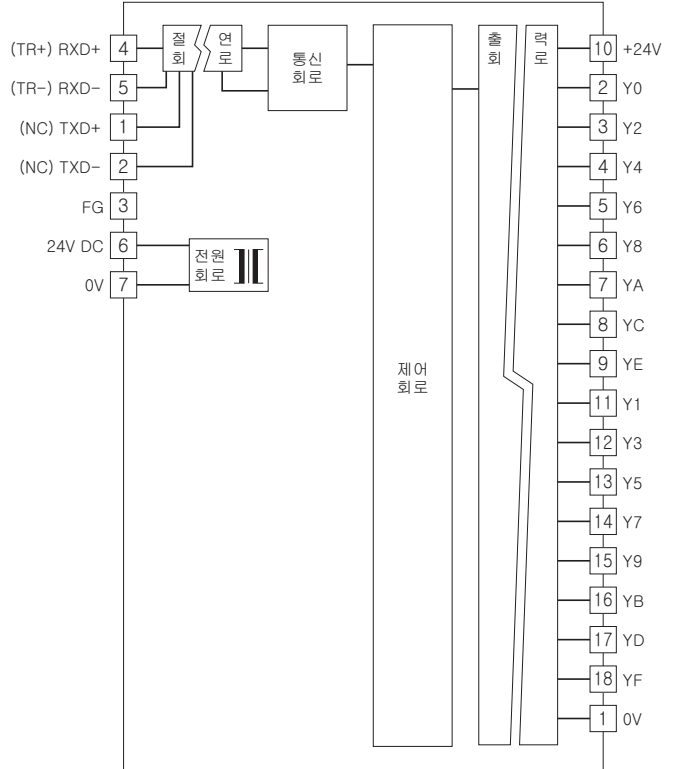 (TR+) RXD+ 4
(TR-) RXD- 5
(NC) TXD+ 1
(NC) TXD- 2
FG 3
24V DC 6
0V 7
절 연
회 로
통신
회로
전원
회로
제어
회로
출 력
회 로
10 +24V
2 Y0
3 Y2
4 Y4
5 Y6
6 Y8
7 YA
8 YC
9 YE
11 Y1
12 Y3
13 Y5
14 Y7
15 Y9
16 YB
17 YD
18 YF
1 0V